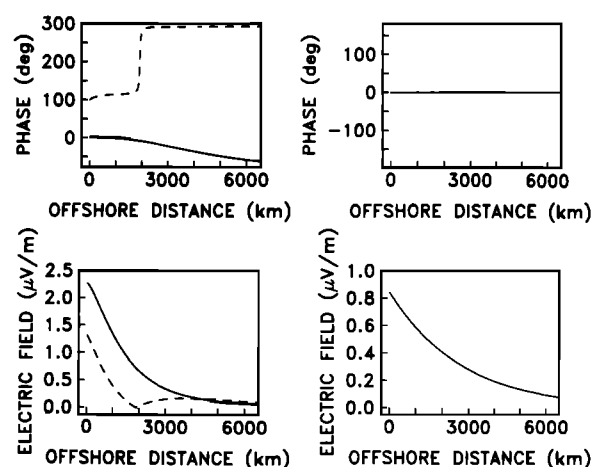 PHASE (deg)
300
200
100
0
0 3000 6000
OFFSHORE DISTANCE (km)
PHASE (deg)
100
0
−100
0 3000 6000
OFFSHORE DISTANCE (km)
ELECTRIC FIELD (μV/m)
2.5
2.0
1.5
1.0
0.5
0.0
0 3000 6000
OFFSHORE DISTANCE (km)
ELECTRIC FIELD (μV/m)
1.0
0.8
0.6
0.4
0.2
0.0
0 3000 6000
OFFSHORE DISTANCE (km)